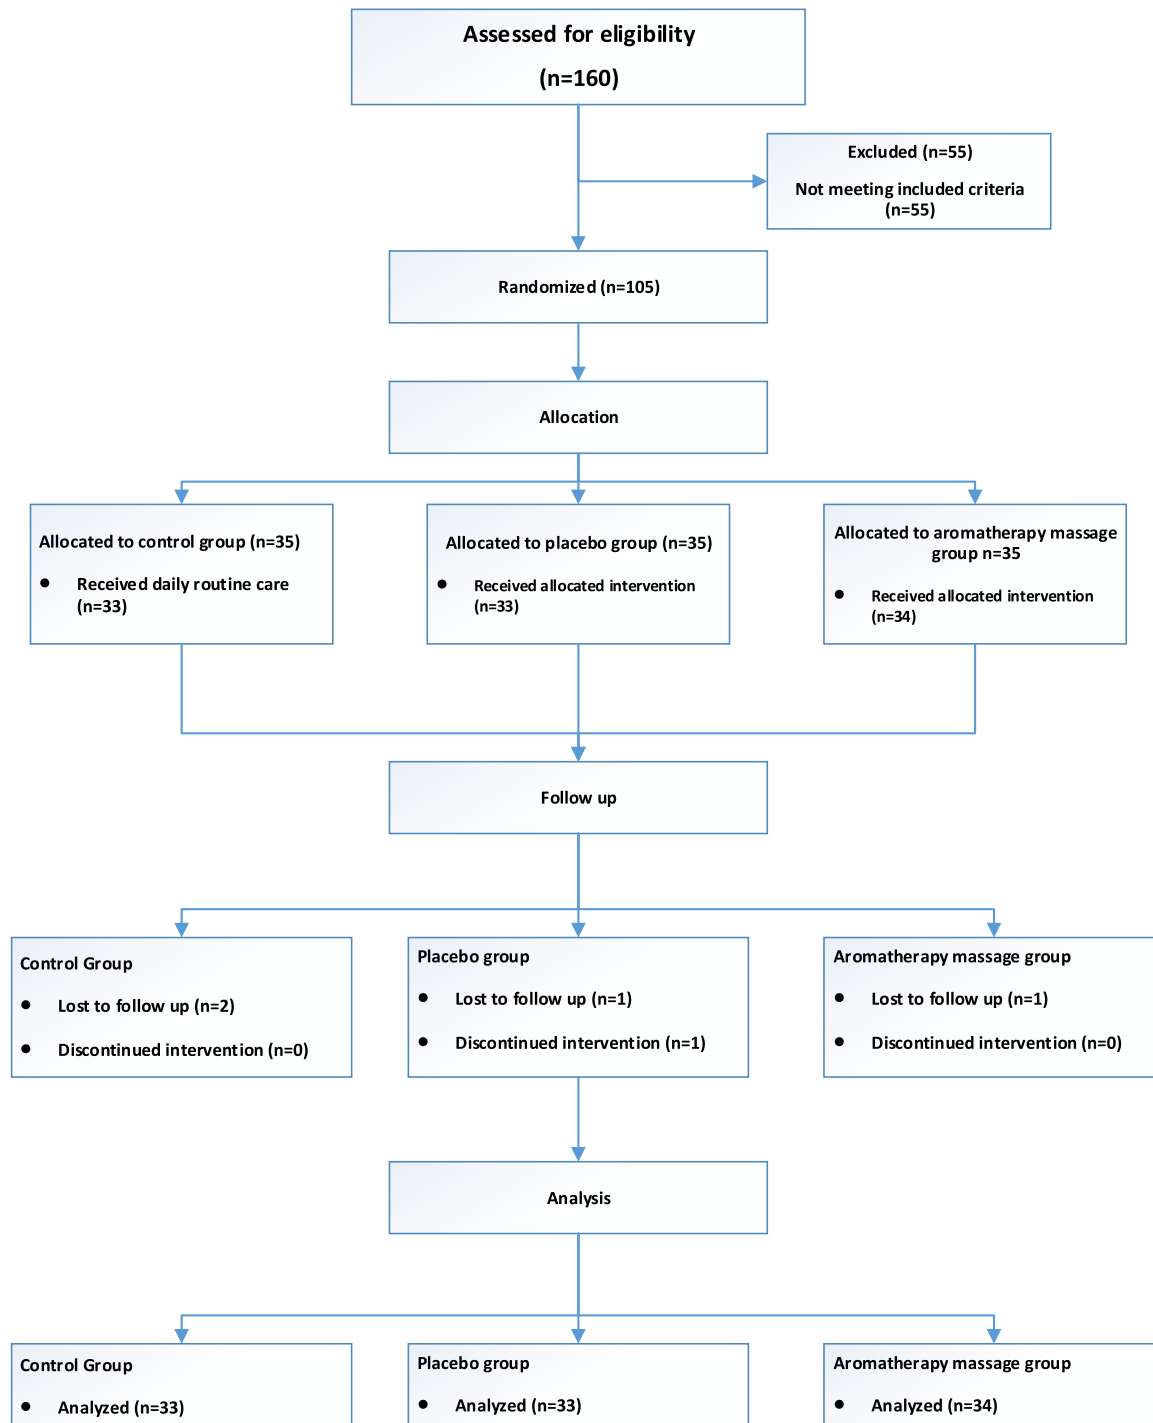 Assessed for eligibility
(n=160)
Excluded (n=55)
Not meeting included criteria
(n=55)
Randomized (n=105)
Allocation
Allocated to control group (n=35)
● Received daily routine care
(n=33)
Allocated to placebo group (n=35)
● Received allocated intervention
(n=33)
Allocated to aromatherapy massage
group n=35
● Received allocated intervention
(n=34)
Follow up
Control Group
● Lost to follow up (n=2)
● Discontinued intervention (n=0)
Placebo group
● Lost to follow up (n=1)
● Discontinued intervention (n=1)
Aromatherapy massage group
● Lost to follow up (n=1)
● Discontinued intervention (n=0)
Analysis
Control Group
● Analyzed (n=33)
Placebo group
● Analyzed (n=33)
Aromatherapy massage group
● Analyzed (n=34)